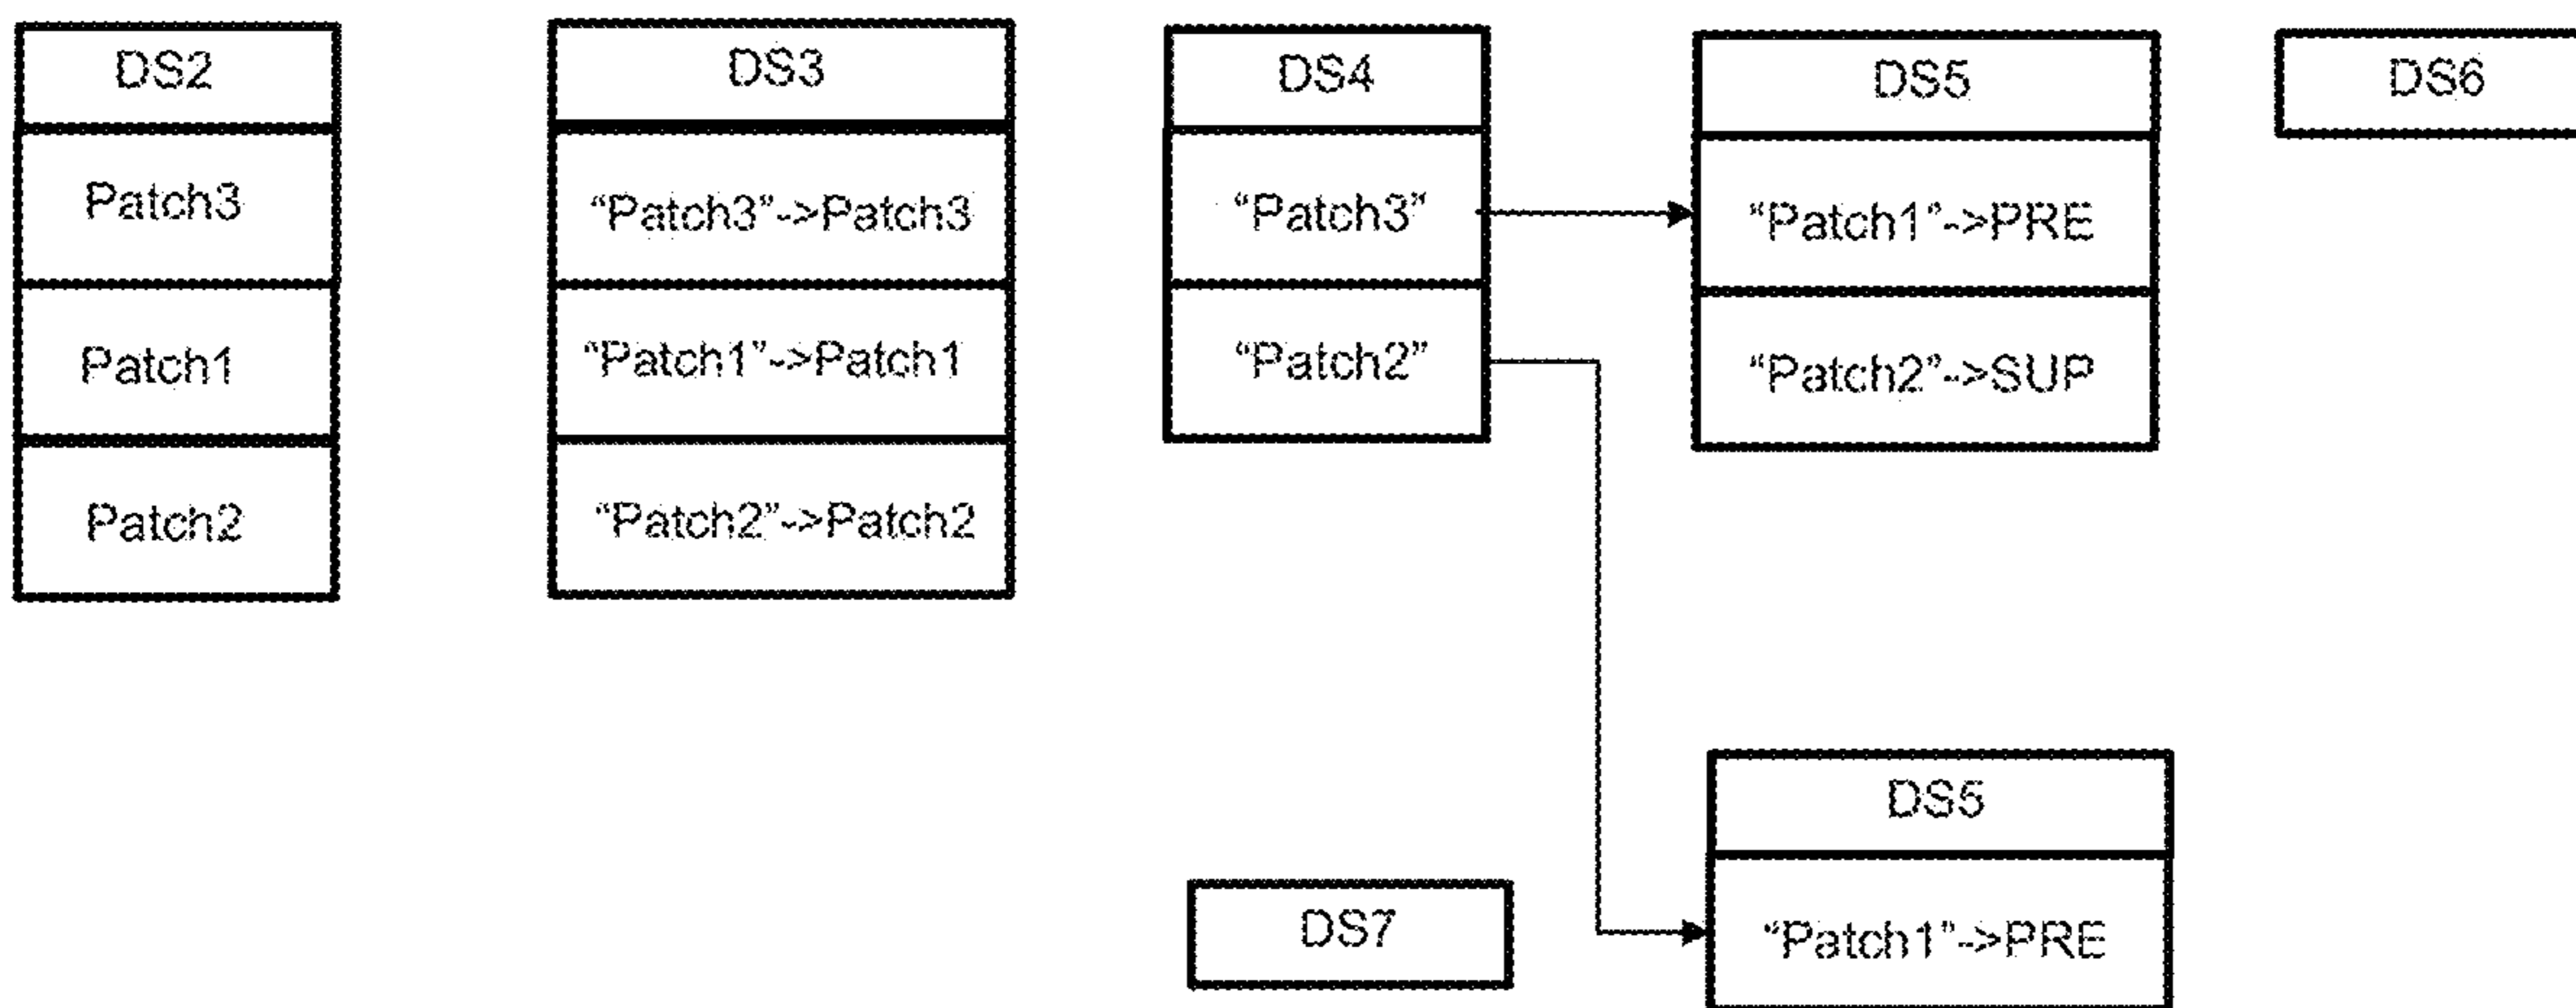 DS2
Patch3
Patch1
Patch2
DS3
“Patch3”->Patch3
“Patch1”->Patch1
“Patch2”->Patch2
DS4
“Patch3”
“Patch2”
DS5
“Patch1”->PRE
“Patch2”->SUP
DS6
DS7
DS5
“Patch1”->PRE